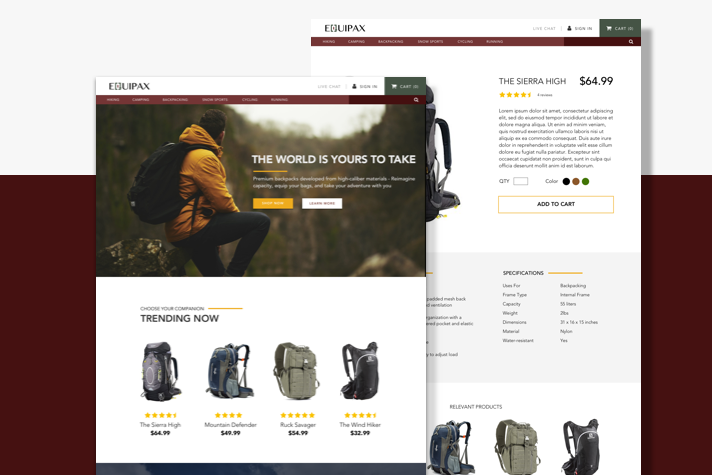 EQUIPAX
LIVE CHAT | SIGN IN CART (0)
HIKING CAMPING BACKPACKING SNOW SPORTS CYCLING RUNNING
THE SIERRA HIGH $64.99
4 reviews
Lorem ipsum dolor sit amet, consectetur adipiscing
elit, sed do eiusmod tempor incididunt ut labore et
dolore magna aliqua. Ut enim ad minim veniam,
quis nostrud exercitation ullamco laboris nisi ut
aliquip ex ea commodo consequat. Duis aute irure
dolor in reprehenderit in voluptate velit esse cillum
dolore eu fugiat nulla pariatur. Excepteur sint
occaecat cupidatat non proident, sunt in culpa qui
officia deserunt mollit anim id est laborum.
QTY Color
ADD TO CART
SPECIFICATIONS
Uses For Backpacking
Frame Type Internal Frame
Capacity 55 liters
Weight 2lbs
Dimensions 31 x 16 x 15 inches
Material Nylon
Water-resistant Yes
padded mesh back
ventilation
organization with a
pocket and elastic
to adjust load
RELEVANT PRODUCTS
EQUIPAX
LIVE CHAT | SIGN IN CART (0)
HIKING CAMPING BACKPACKING SNOW SPORTS CYCLING RUNNING
THE WORLD IS YOURS TO TAKE
Premium backpacks developed from high-caliber materials - Reimagine
capacity, equip your bags, and take your adventure with you
SHOP NOW LEARN MORE
CHOOSE YOUR COMPANION
TRENDING NOW
The Sierra High Mountain Defender Ruck Savager The Wind Hiker
$64.99 $49.99 $54.99 $32.99